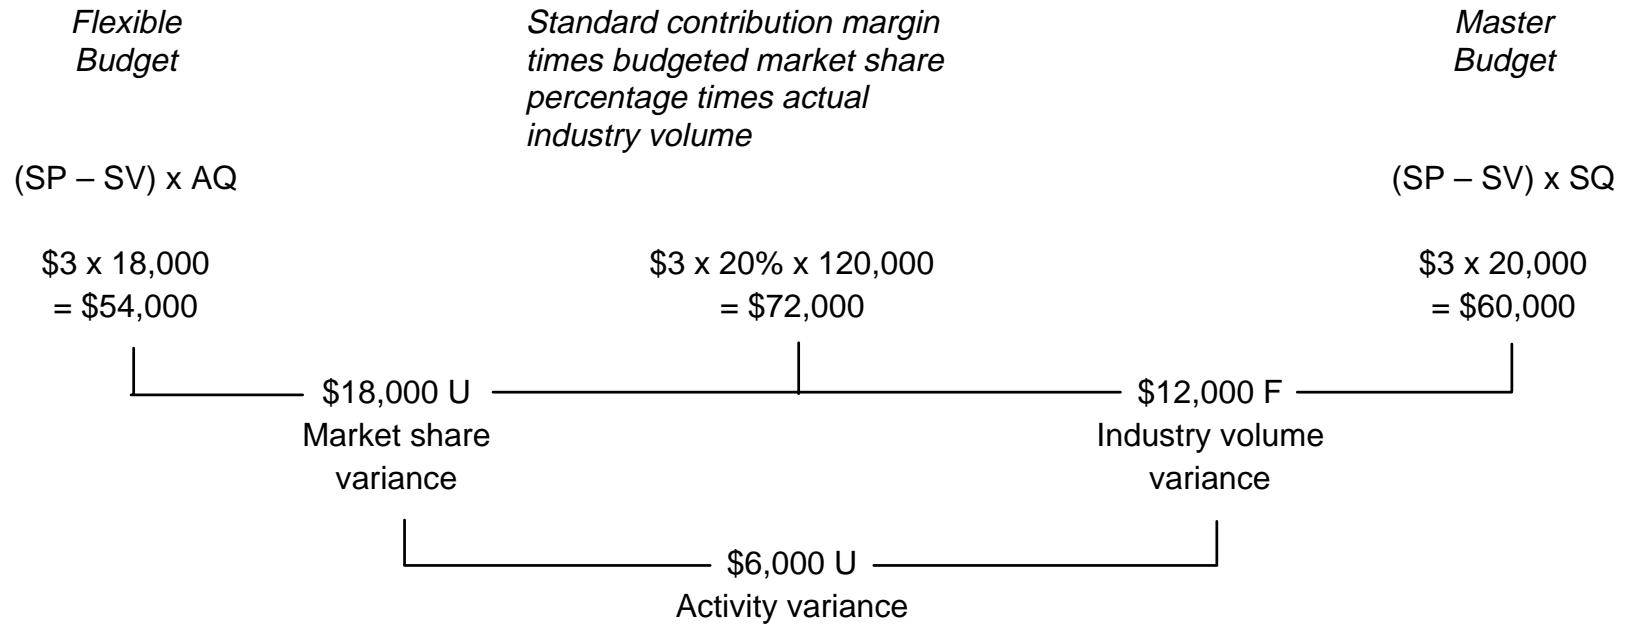 Flexible
Budget
Standard contribution margin
times budgeted market share
percentage times actual
industry volume
Master
Budget
(SP – SV) x AQ
(SP – SV) x SQ
$3 x 18,000
= $54,000
$3 x 20% x 120,000
= $72,000
$3 x 20,000
= $60,000
$18,000 U
Market share
variance
$12,000 F
Industry volume
variance
$6,000 U
Activity variance